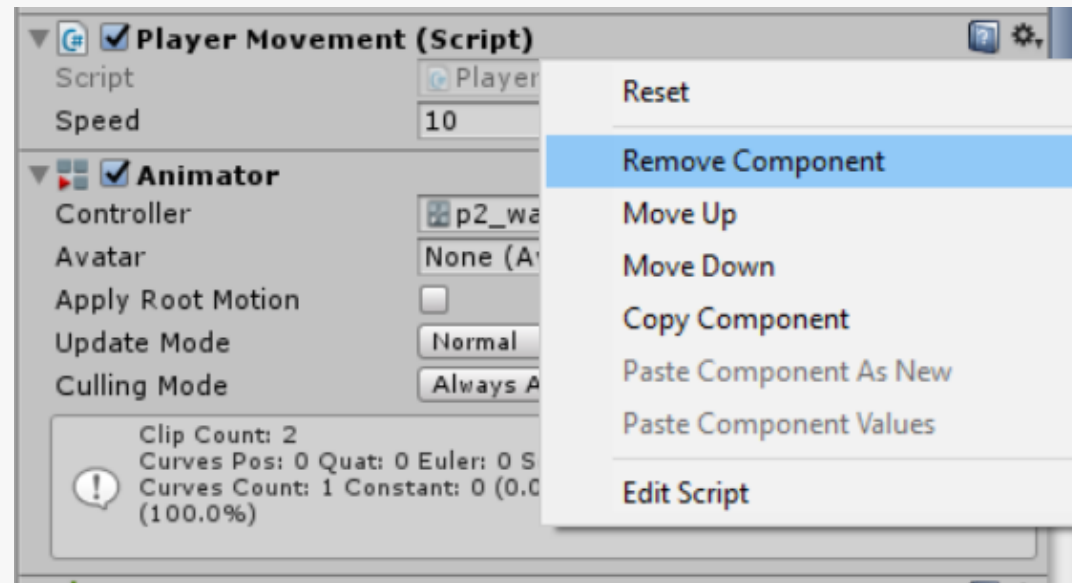 Player Movement (Script)
Script Player
Speed 10
Animator
Controller p2_wa
Avatar None (A
Apply Root Motion
Update Mode Normal
Culling Mode Always A
Clip Count: 2
Curves Pos: 0 Quat: 0 Euler: 0 S
Curves Count: 1 Constant: 0 (0.0
(100.0%)
Reset
Remove Component
Move Up
Move Down
Copy Component
Paste Component As New
Paste Component Values
Edit Script